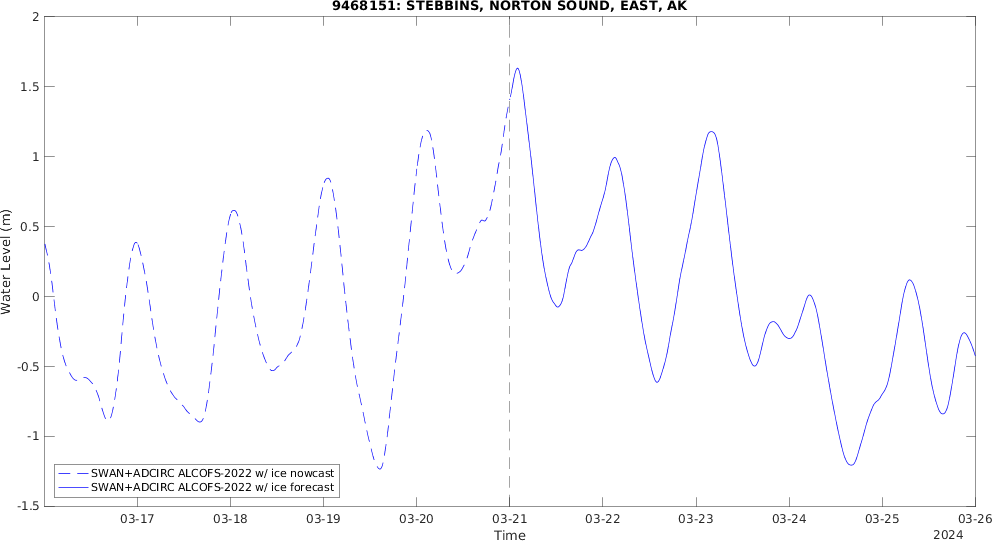 9468151: STEBBINS, NORTON SOUND, EAST, AK
Water Level (m)
2
1.5
1
0.5
0
-0.5
-1
-1.5
SWAN+ADCIRC ALCOFS-2022 w/ ice nowcast
SWAN+ADCIRC ALCOFS-2022 w/ ice forecast
03-17 03-18 03-19 03-20 03-21 03-22 03-23 03-24 03-25 03-26
Time
2024